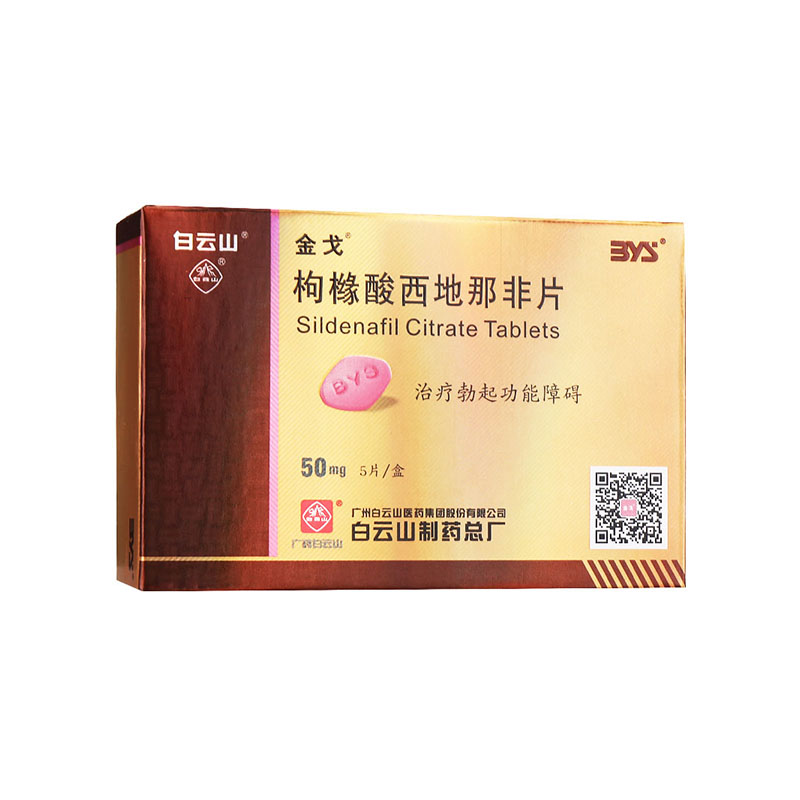 白云山®
白云山
®
金戈®
BYS®
枸橼酸西地那非片
Sildenafil Citrate Tablets
BYS
治疗勃起功能障碍
50mg 5片/盒
®
广药白云山
广州白云山医药集团股份有限公司
白云山制药总厂